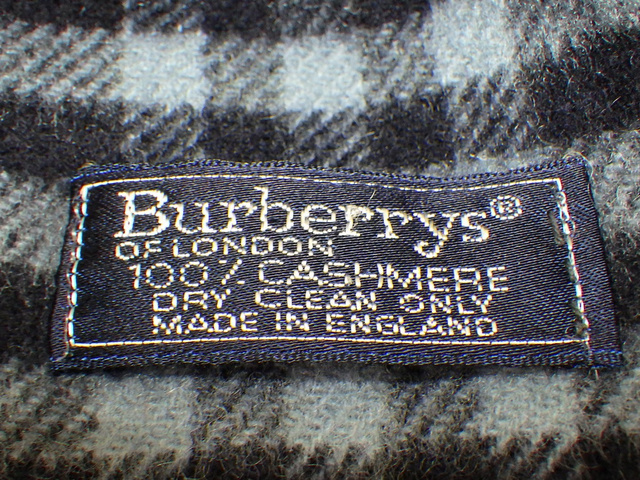 Burberrys®
OF LONDON
100% CASHMERE
DRY CLEAN ONLY
MADE IN ENGLAND